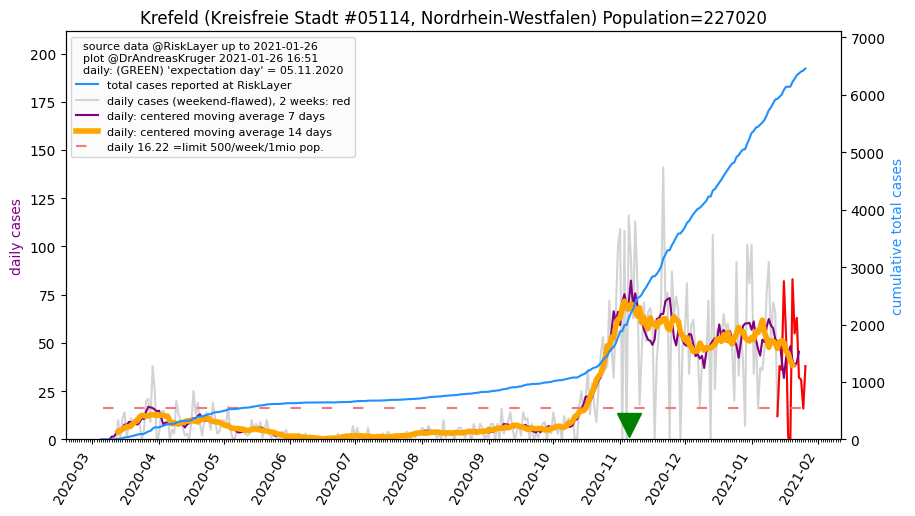 Krefeld (Kreisfreie Stadt #05114, Nordrhein-Westfalen) Population=227020
source data @RiskLayer up to 2021-01-26
plot @DrAndreasKruger 2021-01-26 16:51
daily: (GREEN) 'expectation day' = 05.11.2020
total cases reported at RiskLayer
daily cases (weekend-flawed), 2 weeks: red
daily: centered moving average 7 days
daily: centered moving average 14 days
daily 16.22 =limit 500/week/1mio pop.
daily cases
200
175
150
125
100
75
50
25
0
cumulative total cases
7000
6000
5000
4000
3000
2000
1000
0
2020-03
2020-04
2020-05
2020-06
2020-07
2020-08
2020-09
2020-10
2020-11
2020-12
2021-01
2021-02